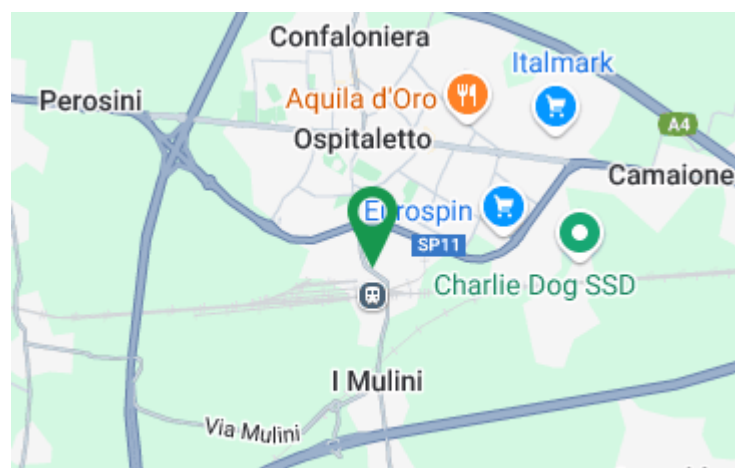 Confaloniera
Italmark
Perosini
Aquila d'Oro
A4
Ospitaletto
Camaione
Eurospin
SP11
Charlie Dog SSD
I Mulini
Via Mulini